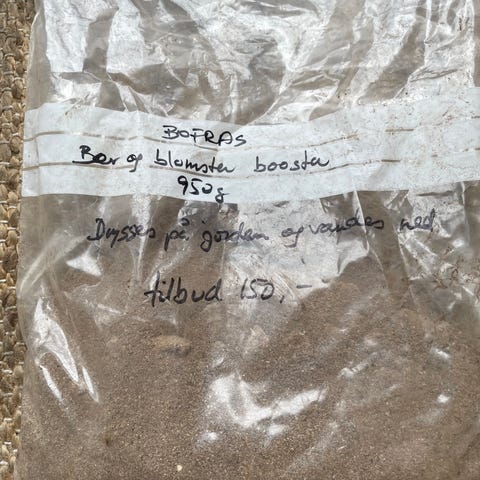 BOFRAS
Bær og blomster booster
950g
Drysses på jorden og vandes ned.
tilbud 150,-